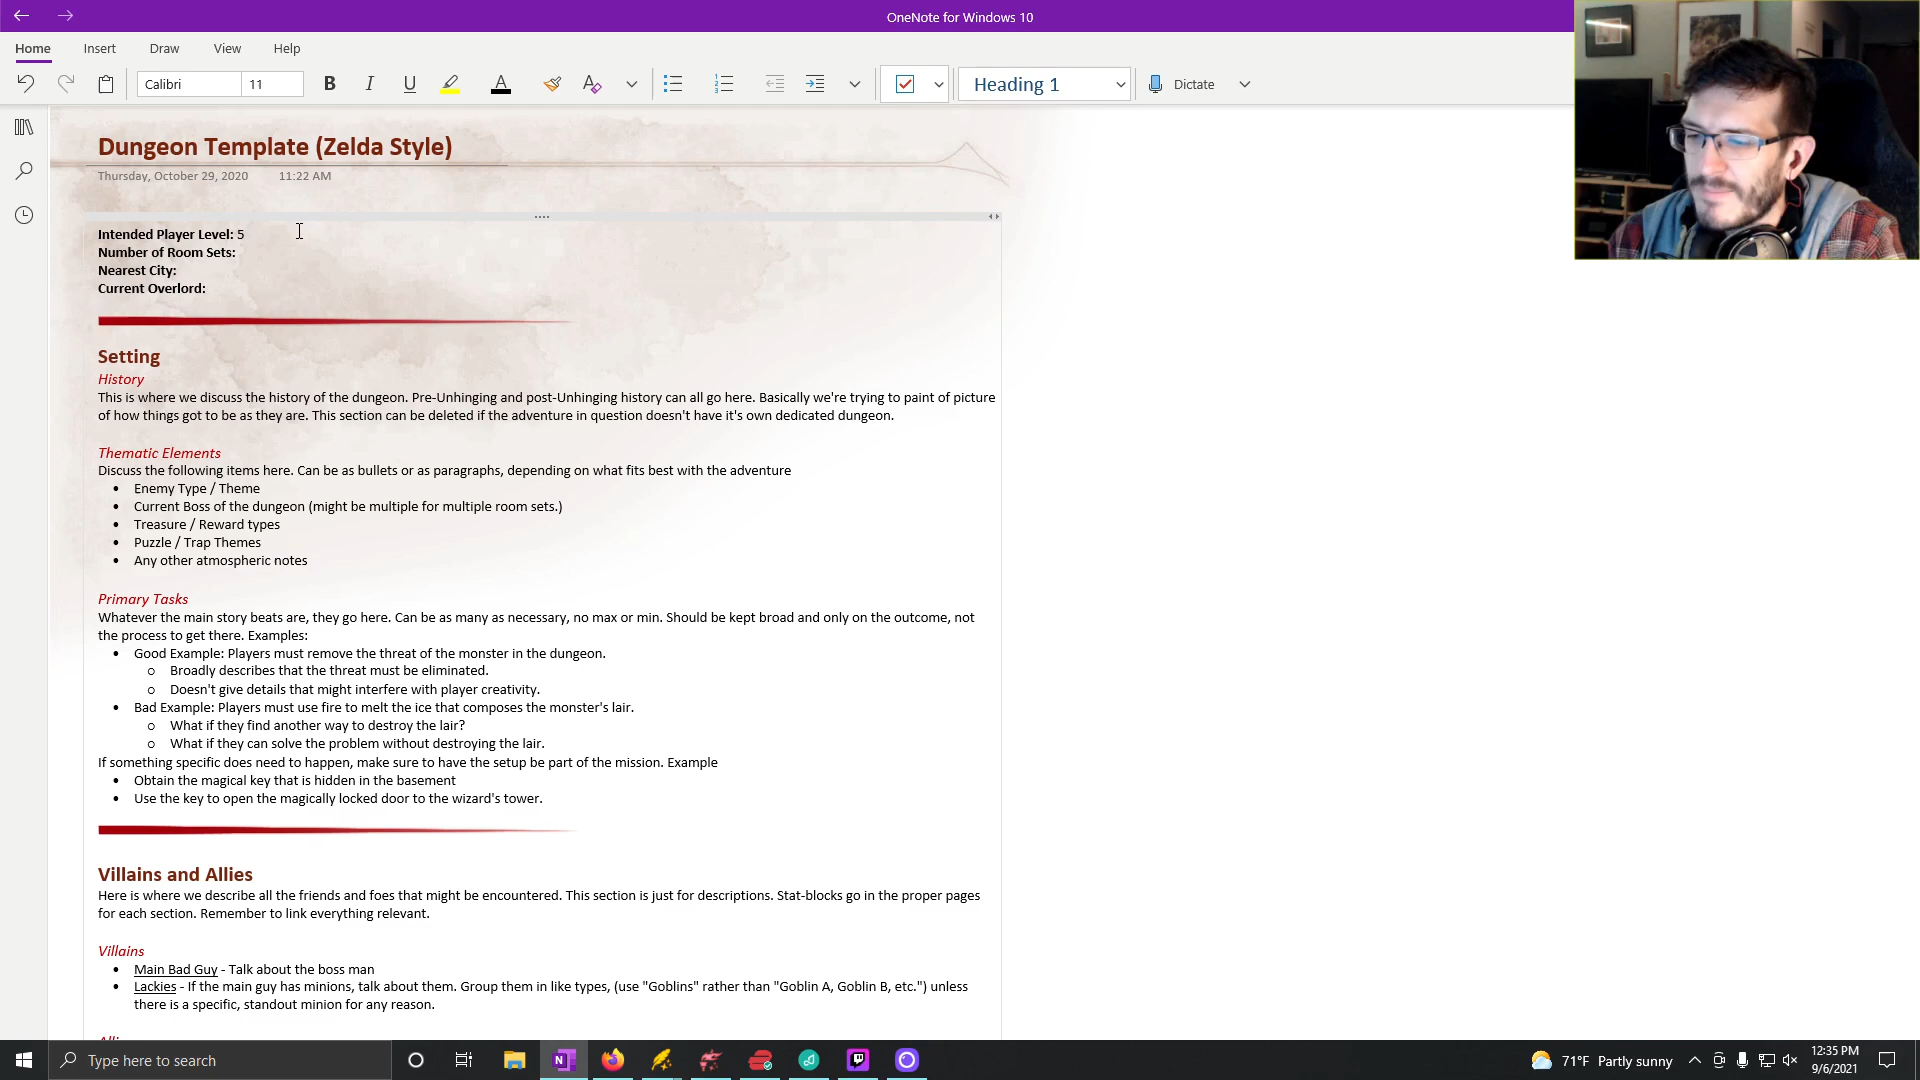 OneNote for Windows 10
Home Insert Draw View Help
Calibri 11 B I U A A Heading 1 Dictate
Dungeon Template (Zelda Style)
Thursday, October 29, 2020 11:22 AM
Intended Player Level: 5
Number of Room Sets:
Nearest City:
Current Overlord:
Setting
History
This is where we discuss the history of the dungeon. Pre-Unhinging and post-Unhinging history can all go here. Basically we're trying to paint of picture
of how things got to be as they are. This section can be deleted if the adventure in question doesn't have it's own dedicated dungeon.
Thematic Elements
Discuss the following items here. Can be as bullets or as paragraphs, depending on what fits best with the adventure
• Enemy Type / Theme
• Current Boss of the dungeon (might be multiple for multiple room sets.)
• Treasure / Reward types
• Puzzle / Trap Themes
• Any other atmospheric notes
Primary Tasks
Whatever the main story beats are, they go here. Can be as many as necessary, no max or min. Should be kept broad and only on the outcome, not
the process to get there. Examples:
• Good Example: Players must remove the threat of the monster in the dungeon.
o Broadly describes that the threat must be eliminated.
o Doesn't give details that might interfere with player creativity.
• Bad Example: Players must use fire to melt the ice that composes the monster's lair.
o What if they find another way to destroy the lair?
o What if they can solve the problem without destroying the lair.
If something specific does need to happen, make sure to have the setup be part of the mission. Example
• Obtain the magical key that is hidden in the basement
• Use the key to open the magically locked door to the wizard's tower.
Villains and Allies
Here is where we describe all the friends and foes that might be encountered. This section is just for descriptions. Stat-blocks go in the proper pages
for each section. Remember to link everything relevant.
Villains
• Main Bad Guy - Talk about the boss man
• Lackies - If the main guy has minions, talk about them. Group them in like types, (use "Goblins" rather than "Goblin A, Goblin B, etc.") unless
there is a specific, standout minion for any reason.
Type here to search
71°F Partly sunny
12:35 PM
9/6/2021